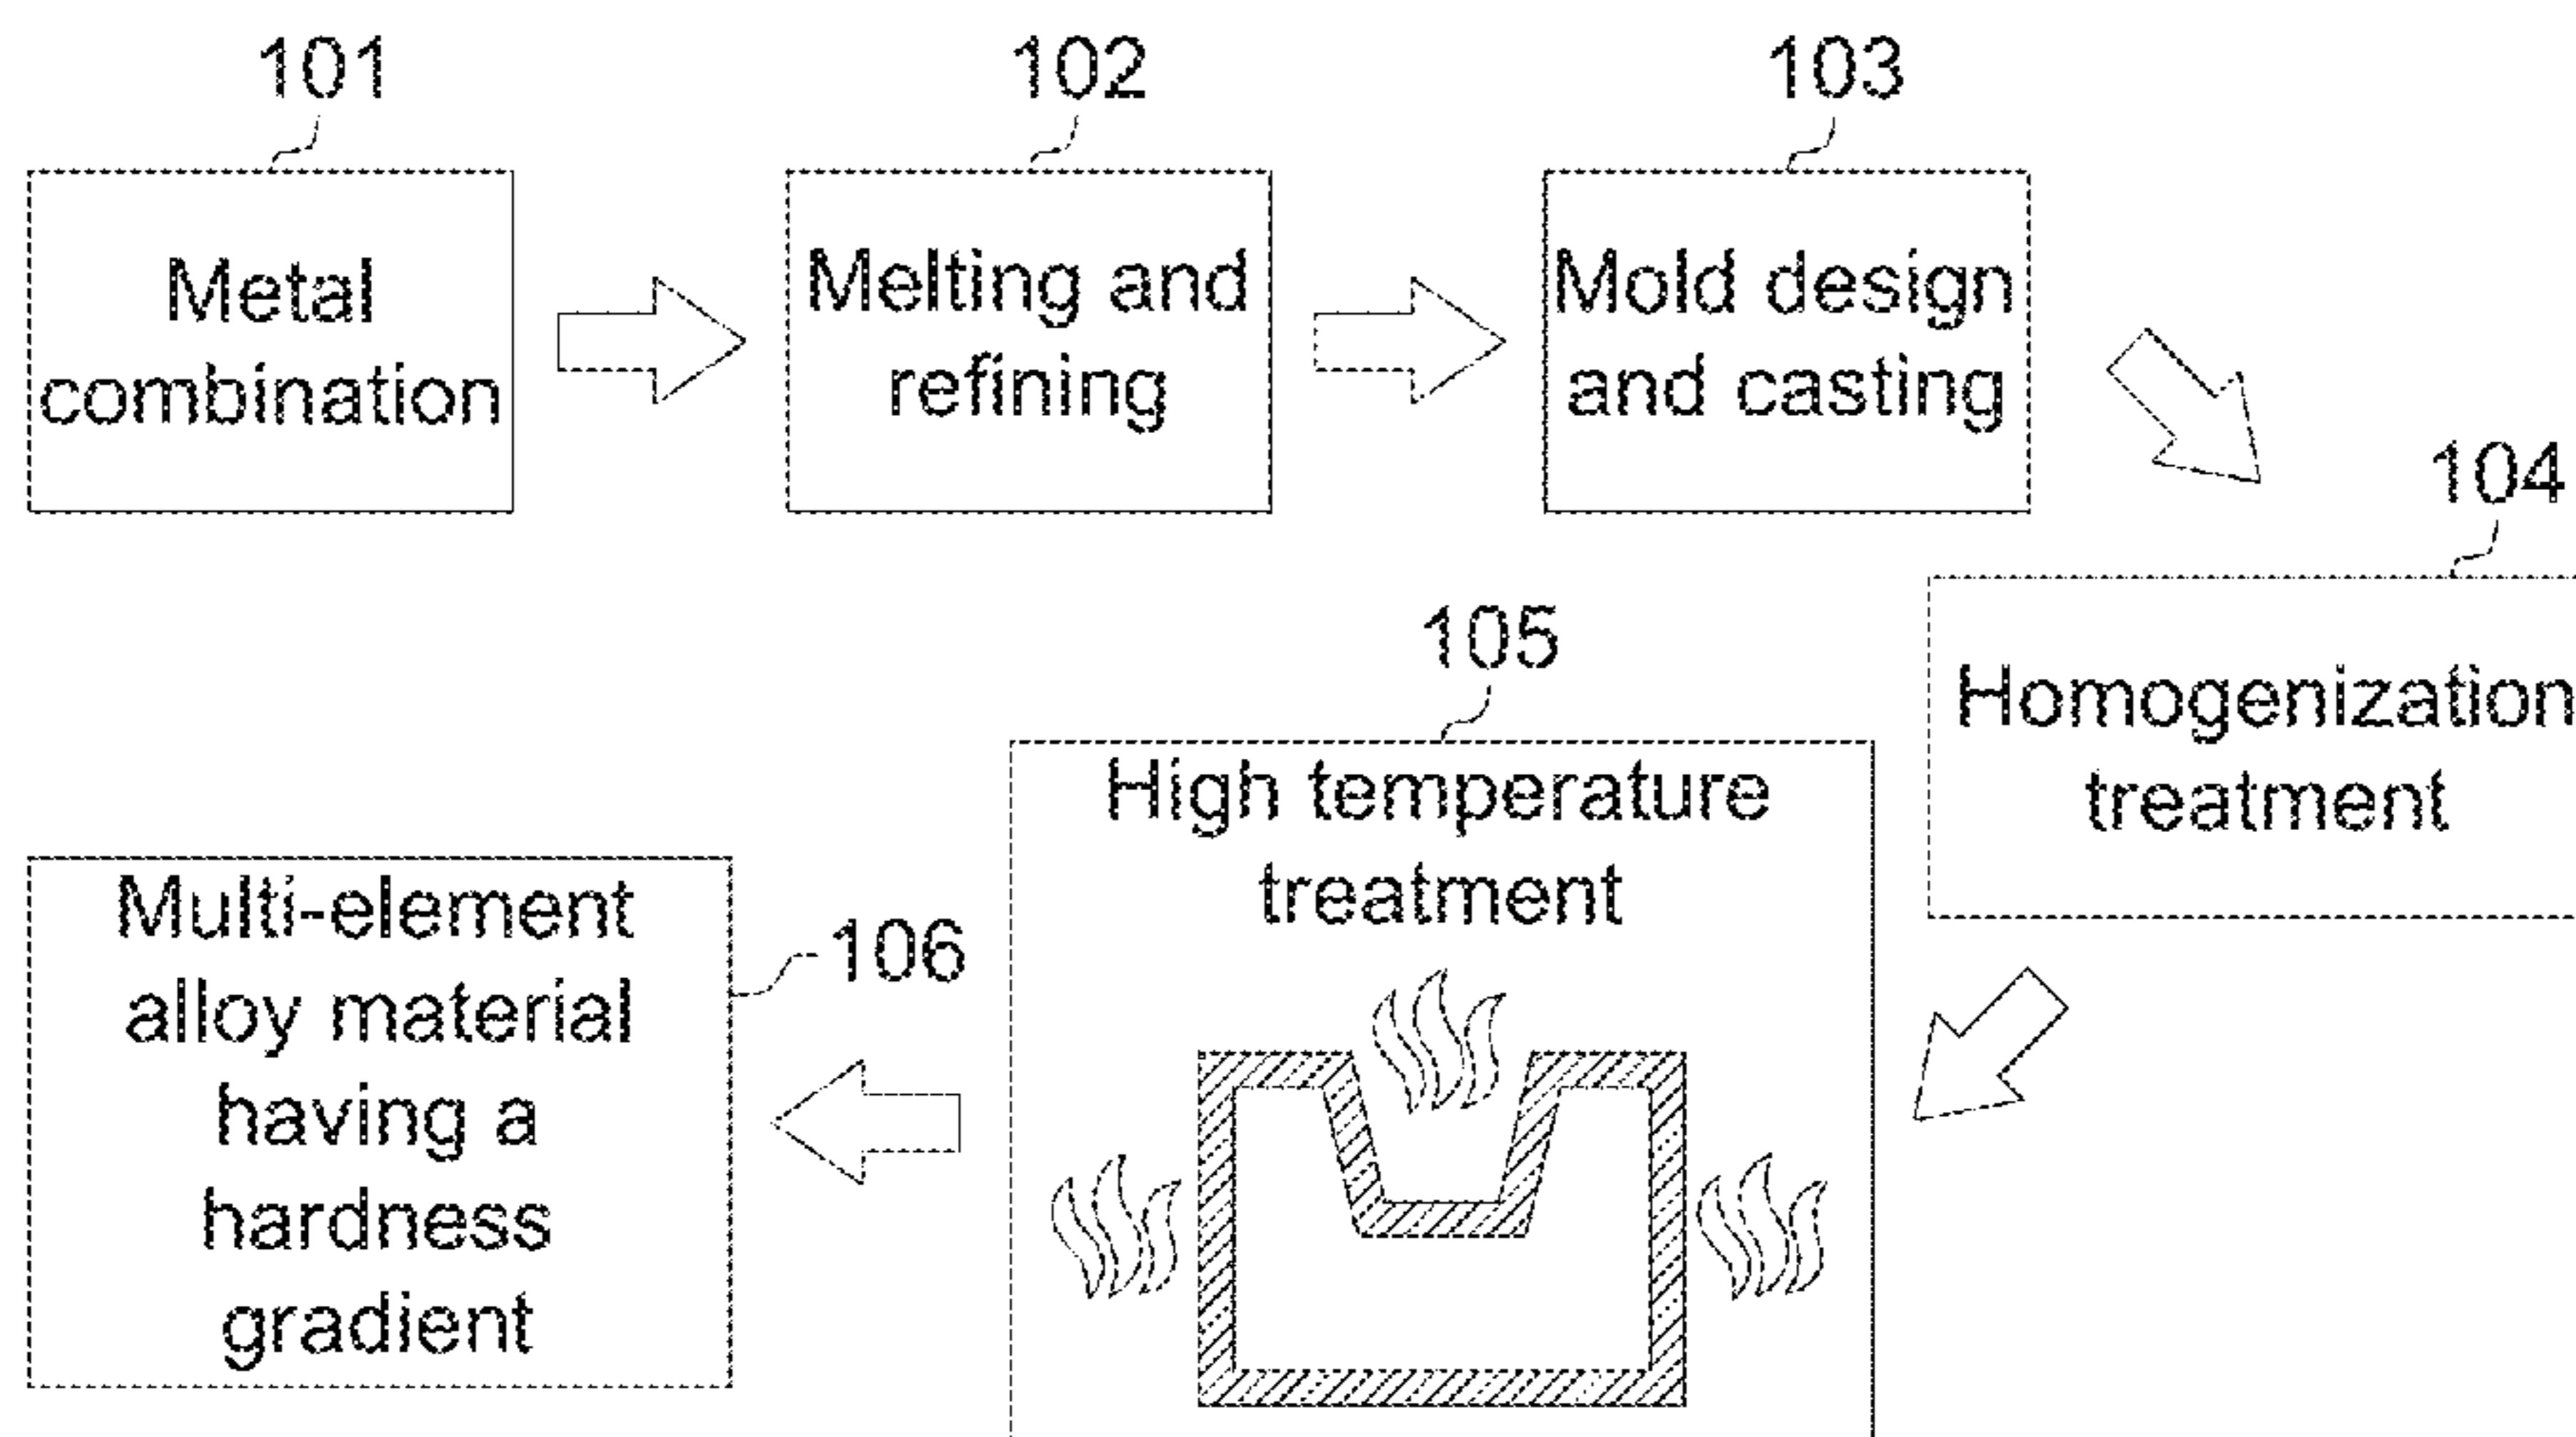 101
Metal
combination
102
Melting and
refining
103
Mold design
and casting
104
Homogenization
treatment
105
High temperature
treatment
106
Multi-element
alloy material
having a
hardness
gradient